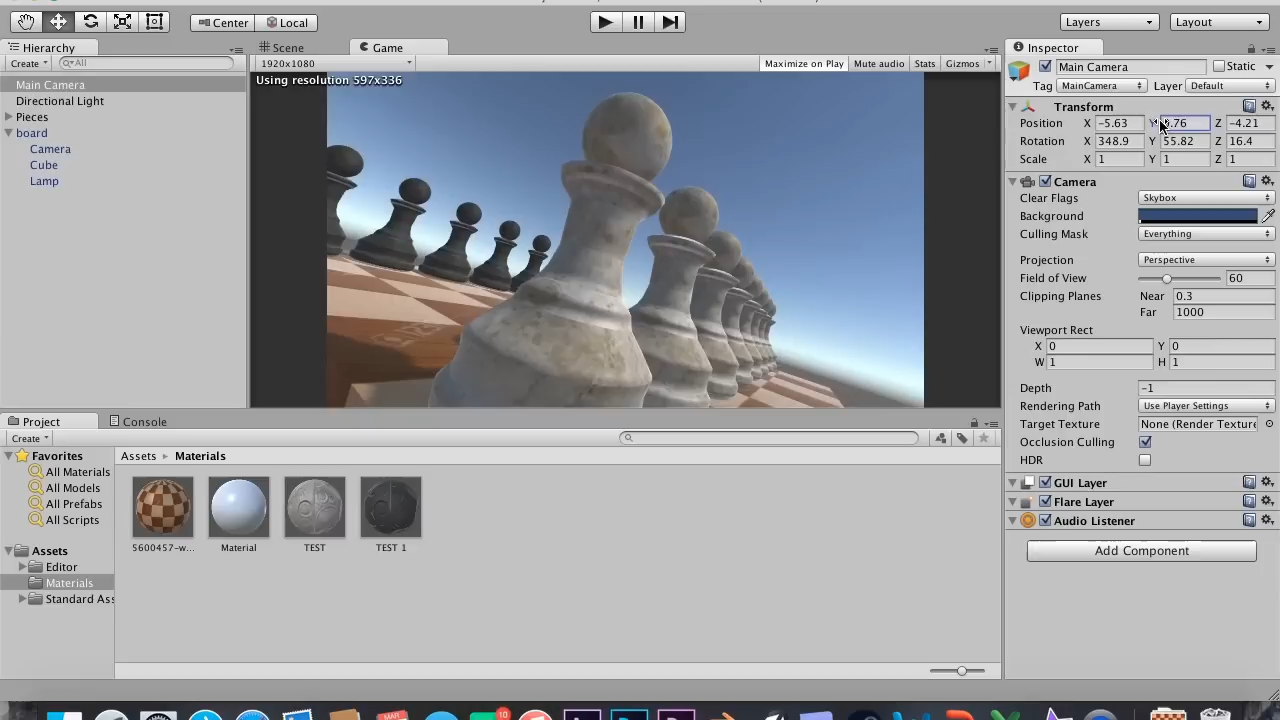 Center
Local
Layers
Layout
Hierarchy
Scene
Game
Inspector
Create
All
1920x1080
Maximize on Play
Mute audio
Stats
Gizmos
Using resolution 597x336
Main Camera
Directional Light
Pieces
board
Camera
Cube
Lamp
Main Camera
Static
Tag MainCamera
Layer Default
Transform
Position X -5.63 Y .76 Z -4.21
Rotation X 348.9 Y 55.82 Z 16.4
Scale X 1 Y 1 Z 1
Camera
Clear Flags Skybox
Background
Culling Mask Everything
Projection Perspective
Field of View 60
Clipping Planes Near 0.3
Far 1000
Viewport Rect
X 0 Y 0
W 1 H 1
Depth -1
Rendering Path Use Player Settings
Target Texture None (Render Texture
Occlusion Culling
HDR
GUI Layer
Flare Layer
Audio Listener
Add Component
Project
Console
Create
Favorites
All Materials
All Models
All Prefabs
All Scripts
Assets
Editor
Materials
Standard Ass
Assets Materials
5600457-w...
Material
TEST
TEST 1
MAR
10